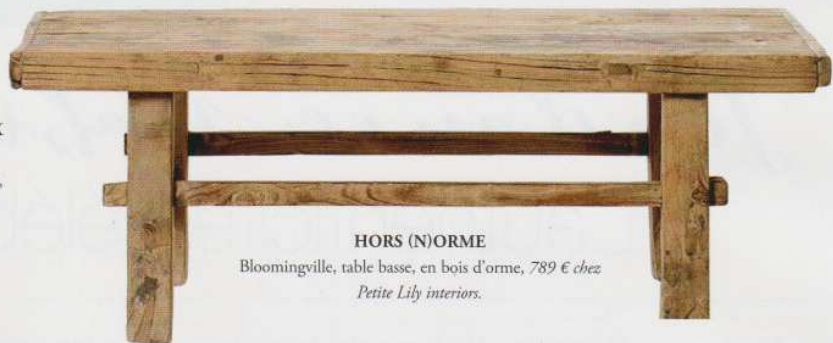 HORS (N)ORME
Bloomingville, table basse, en bois d'orme, 789 € chez
Petite Lily interiors.